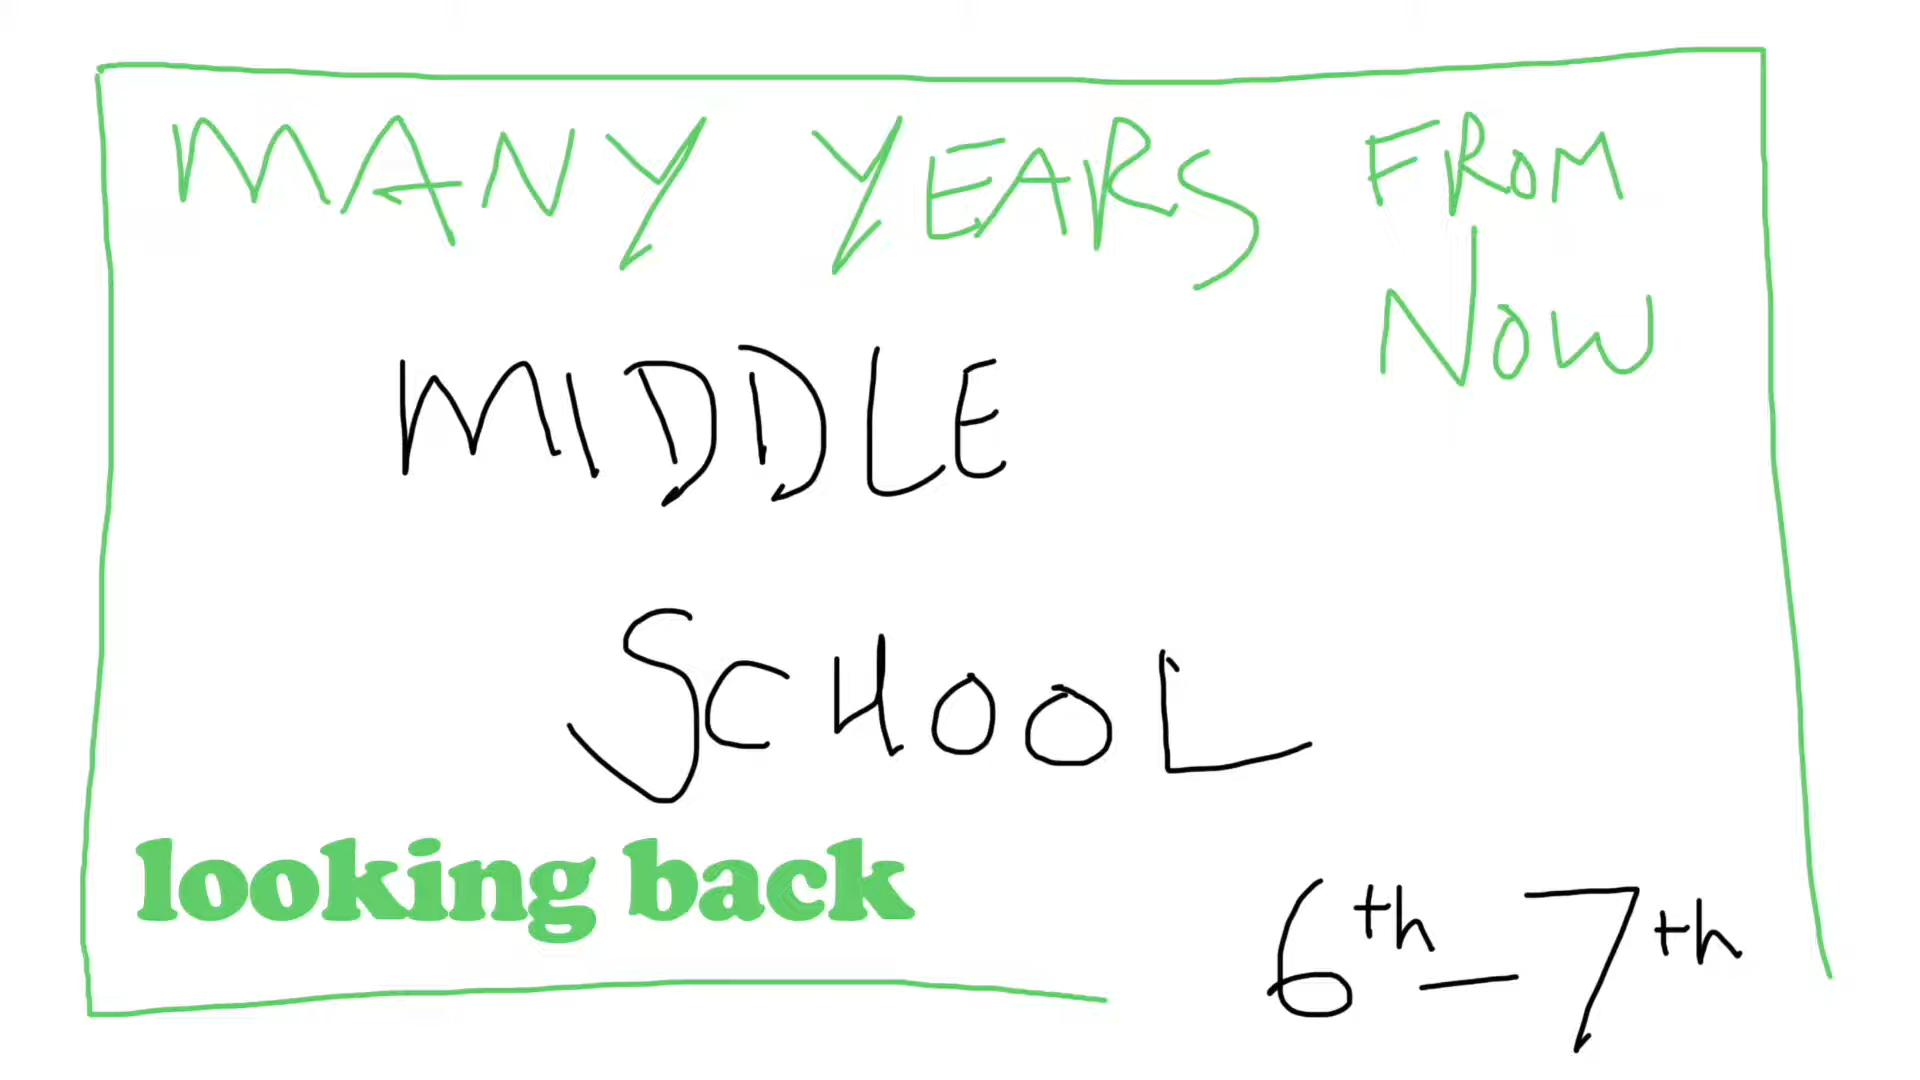 MANY YEARS FROM
NOW
MIDDLE
SCHOOL
looking back
6th-7th